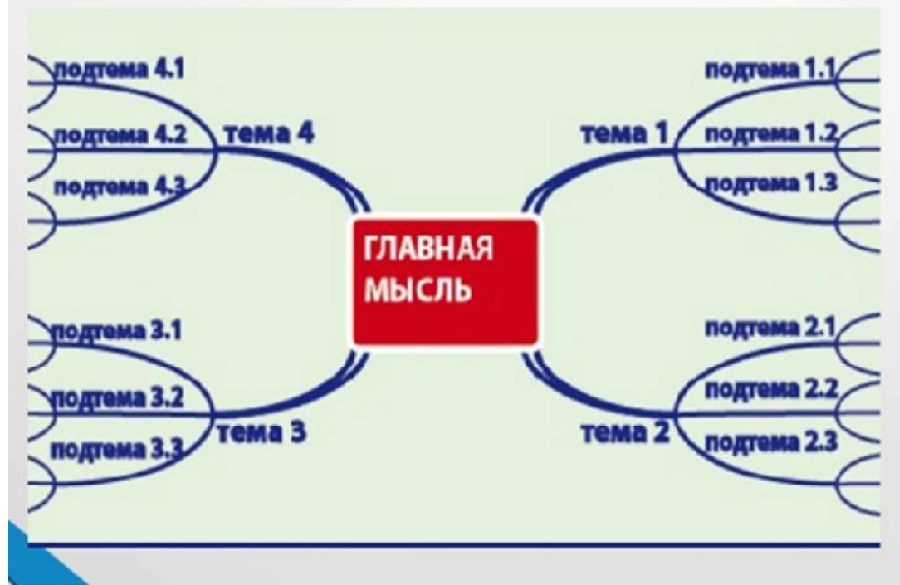 подтема 4.1
тема 4
подтема 4.2
подтема 4.3
тема 1
подтема 1.1
подтема 1.2
подтема 1.3
ГЛАВНАЯ
МЫСЛЬ
подтема 3.1
подтема 3.2
тема 3
подтема 3.3
подтема 2.1
подтема 2.2
тема 2
подтема 2.3